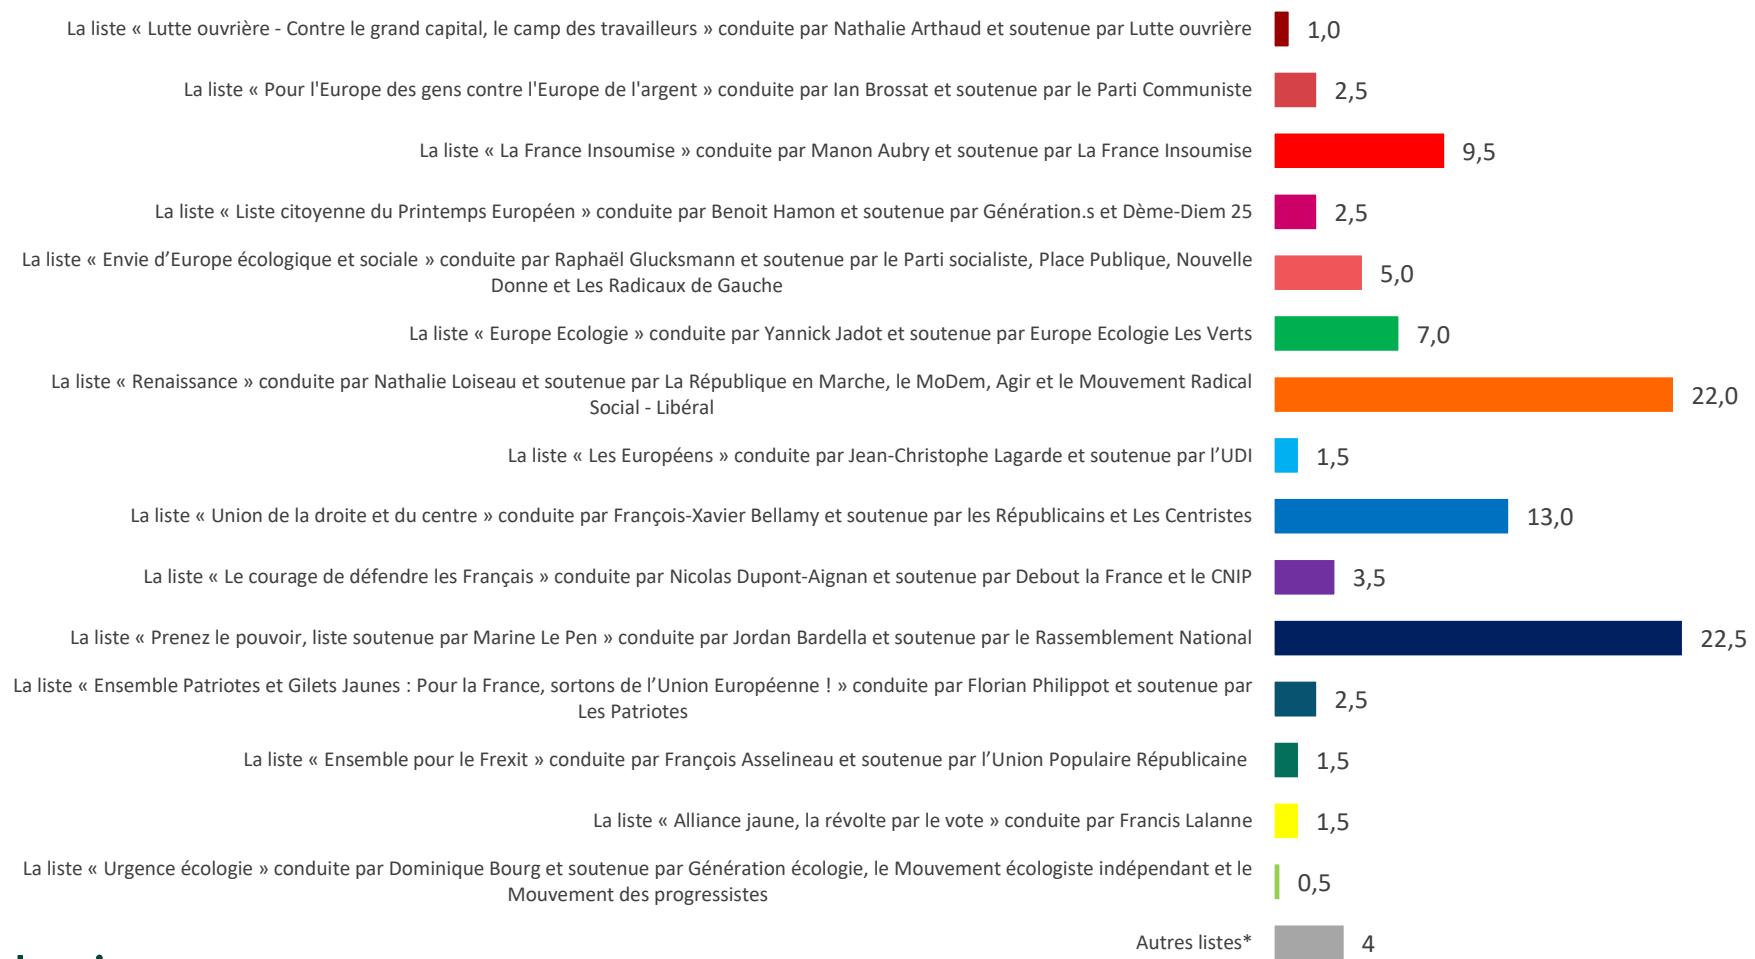 La liste « Lutte ouvrière - Contre le grand capital, le camp des travailleurs » conduite par Nathalie Arthaud et soutenue par Lutte ouvrière 1,0
La liste « Pour l'Europe des gens contre l'Europe de l'argent » conduite par Ian Brossat et soutenue par le Parti Communiste 2,5
La liste « La France Insoumise » conduite par Manon Aubry et soutenue par La France Insoumise 9,5
La liste « Liste citoyenne du Printemps Européen » conduite par Benoit Hamon et soutenue par Génération.s et Dème-Diem 25 2,5
La liste « Envie d’Europe écologique et sociale » conduite par Raphaël Glucksmann et soutenue par le Parti socialiste, Place Publique, Nouvelle
Donne et Les Radicaux de Gauche 5,0
La liste « Europe Ecologie » conduite par Yannick Jadot et soutenue par Europe Ecologie Les Verts 7,0
La liste « Renaissance » conduite par Nathalie Loiseau et soutenue par La République en Marche, le MoDem, Agir et le Mouvement Radical
Social - Libéral 22,0
La liste « Les Européens » conduite par Jean-Christophe Lagarde et soutenue par l’UDI 1,5
La liste « Union de la droite et du centre » conduite par François-Xavier Bellamy et soutenue par les Républicains et Les Centristes 13,0
La liste « Le courage de défendre les Français » conduite par Nicolas Dupont-Aignan et soutenue par Debout la France et le CNIP 3,5
La liste « Prenez le pouvoir, liste soutenue par Marine Le Pen » conduite par Jordan Bardella et soutenue par le Rassemblement National 22,5
La liste « Ensemble Patriotes et Gilets Jaunes : Pour la France, sortons de l’Union Européenne ! » conduite par Florian Philippot et soutenue par
Les Patriotes 2,5
La liste « Ensemble pour le Frexit » conduite par François Asselineau et soutenue par l’Union Populaire Républicaine 1,5
La liste « Alliance jaune, la révolte par le vote » conduite par Francis Lalanne 1,5
La liste « Urgence écologie » conduite par Dominique Bourg et soutenue par Génération écologie, le Mouvement écologiste indépendant et le
Mouvement des progressistes 0,5
Autres listes* 4